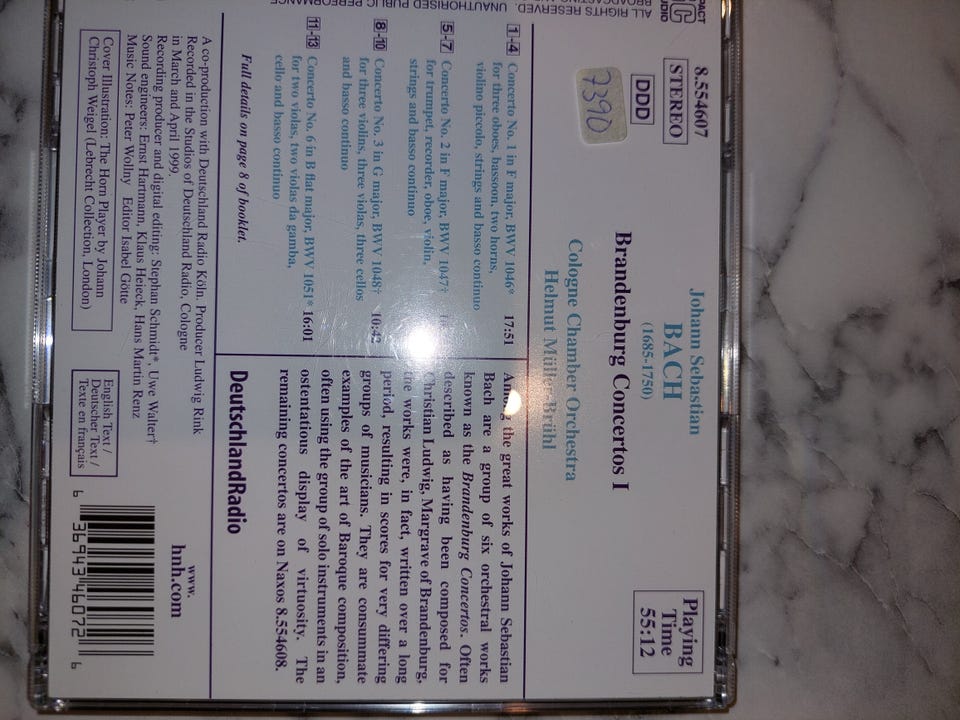 ALL RIGHTS RESERVED. UNAUTHORISED PUBLIC PERFORMANCE
BROADCASTING
8.554607
STEREO
DDD
7390
Johann Sebastian
BACH
(1685-1750)
Brandenburg Concertos I
Cologne Chamber Orchestra
Helmut Müller-Brühl
Playing
Time
55:12
1-4 Concerto No. 1 in F major, BWV 1046* 17:51
for three oboes, bassoon, two horns,
violino piccolo, strings and basso continuo
5-7 Concerto No. 2 in F major, BWV 1047†
for trumpet, recorder, oboe, violin,
strings and basso continuo
8-10 Concerto No. 3 in G major, BWV 1048† 10:42
for three violins, three violas, three cellos
and basso continuo
11-13 Concerto No. 6 in B flat major, BWV 1051* 16:01
for two violas, two violas da gamba,
cello and basso continuo
Full details on page 8 of booklet.
Among the great works of Johann Sebastian
Bach are a group of six orchestral works
known as the Brandenburg Concertos. Often
described as having been composed for
Christian Ludwig, Margrave of Brandenburg,
the works were, in fact, written over a long
period, resulting in scores for very differing
groups of musicians. They are consummate
examples of the art of Baroque composition,
often using the group of solo instruments in an
ostentatious display of virtuosity. The
remaining concertos are on Naxos 8.554608.
DeutschlandRadio
A co-production with Deutschland Radio Köln. Producer Ludwig Rink
Recorded in the Studios of Deutschland Radio, Cologne
in March and April 1999.
Recording producer and digital editing: Stephan Schmidt*, Uwe Walter†
Sound engineers: Ernst Hartmann, Klaus Heieck, Hans Martin Renz
Music Notes: Peter Wollny Editor Isabel Götte
Cover Illustration: The Horn Player by Johann
Christoph Weigel (Lebrecht Collection, London)
English Text /
Deutscher Text /
Texte en français
www.
hnh.com
6 36943 46072 6